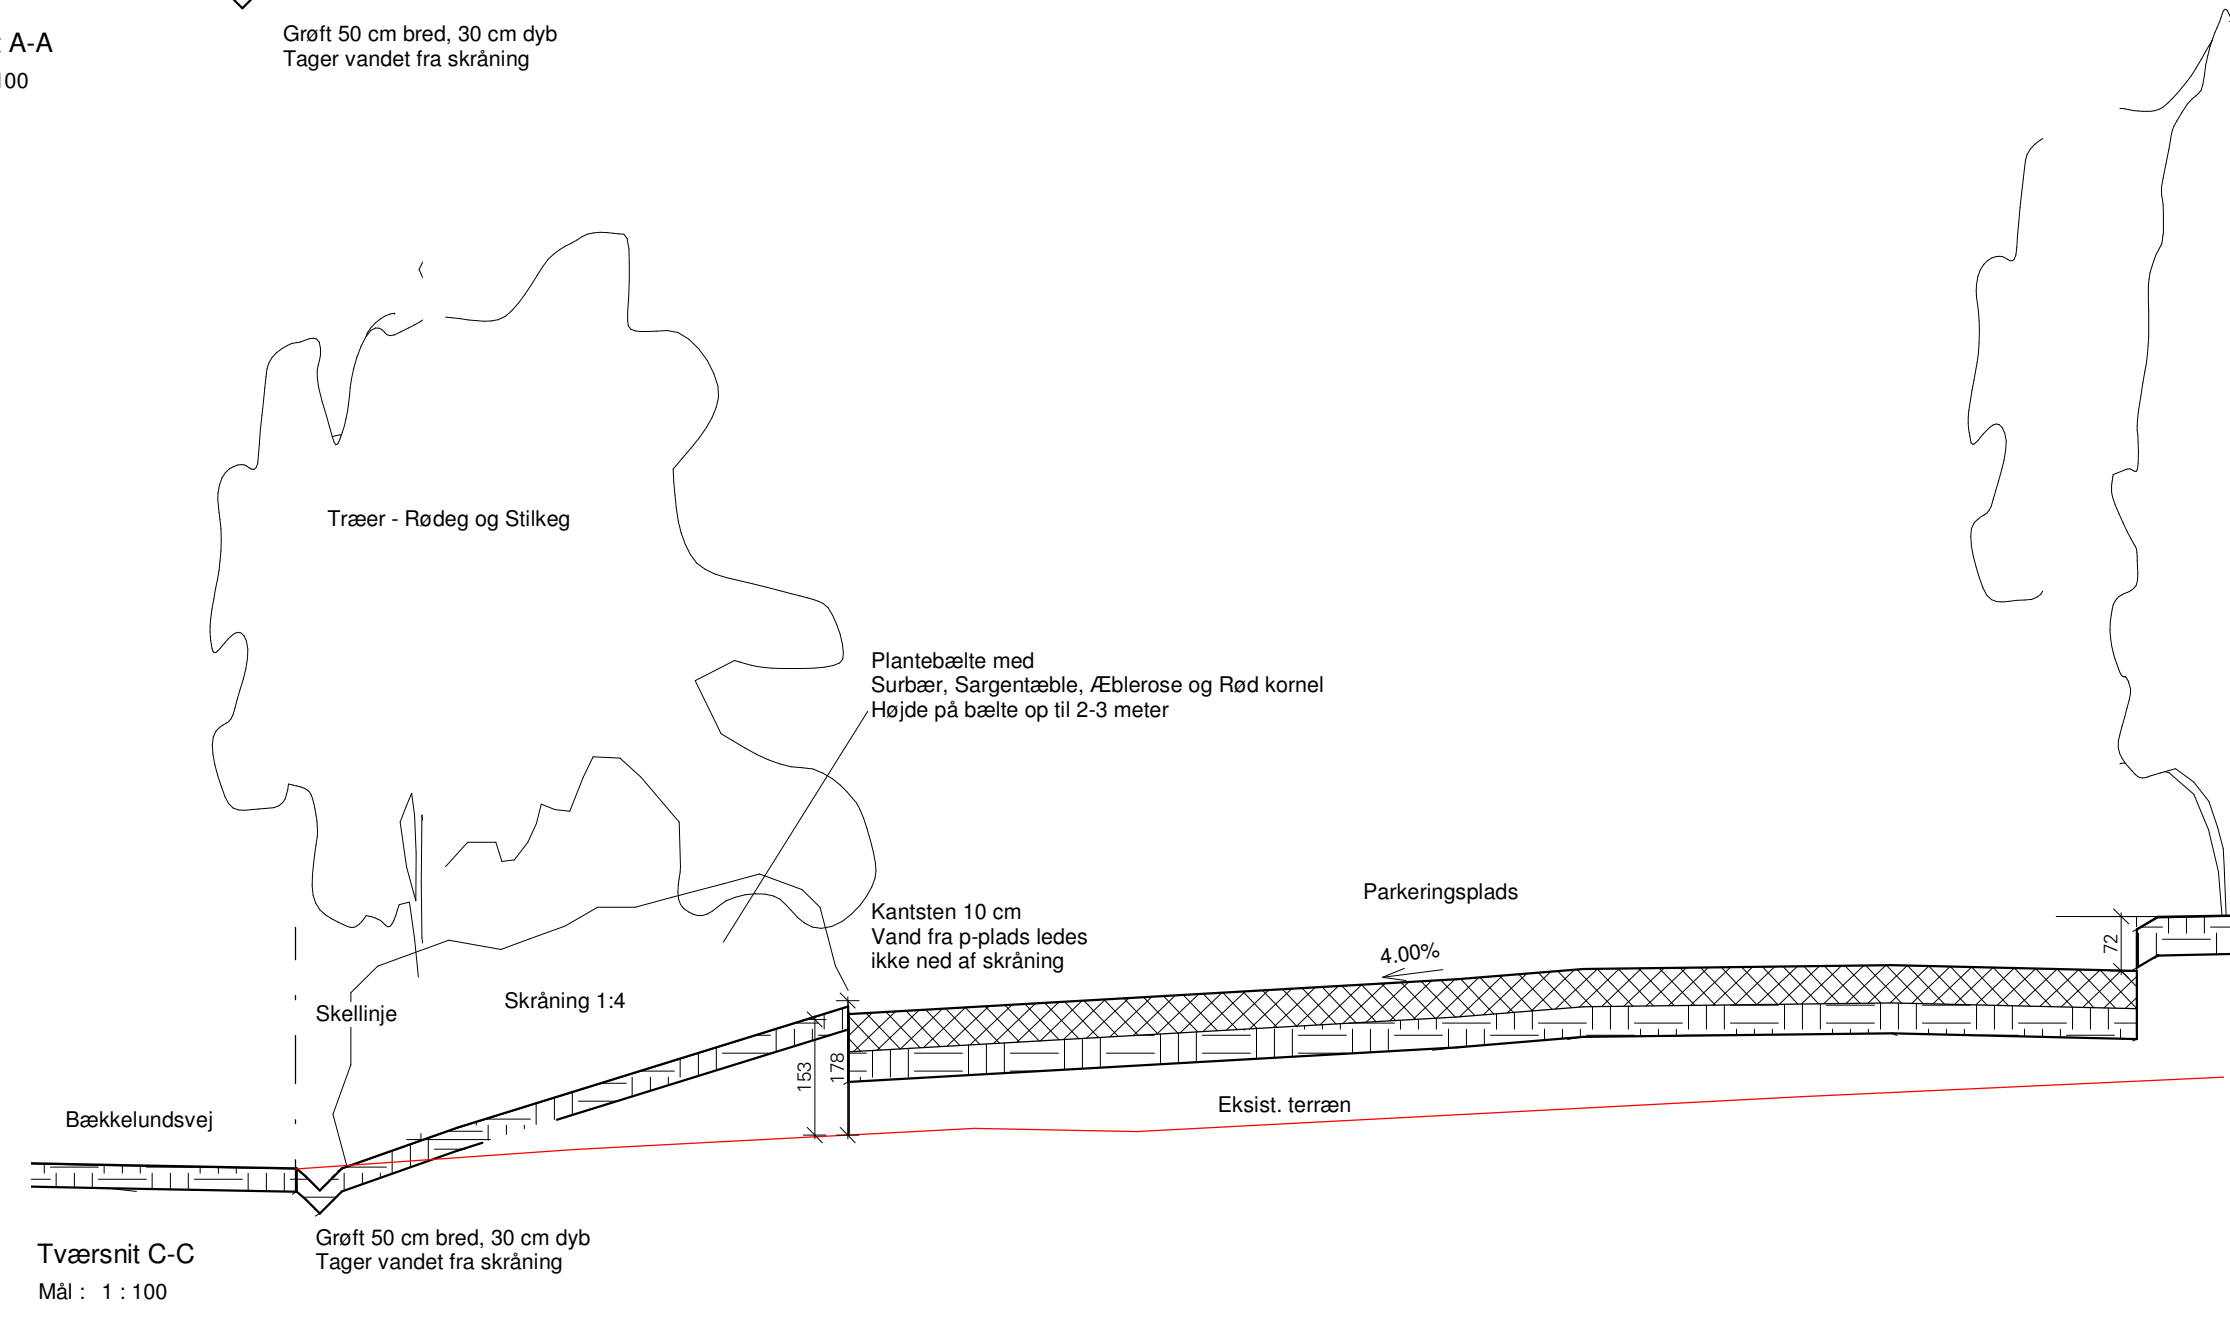 A-A
100
Grøft 50 cm bred, 30 cm dyb
Tager vandet fra skråning
Træer - Rødeg og Stilkeg
Plantebælte med
Surbær, Sargentæble, Æblerose og Rød kornel
Højde på bælte op til 2-3 meter
Parkeringsplads
Kantsten 10 cm
Vand fra p-plads ledes
ikke ned af skråning
4.00%
72
Skråning 1:4
Skellinje
153
178
Eksist. terræn
Bækkelundsvej
Grøft 50 cm bred, 30 cm dyb
Tager vandet fra skråning
Tværsnit C-C
Mål : 1 : 100